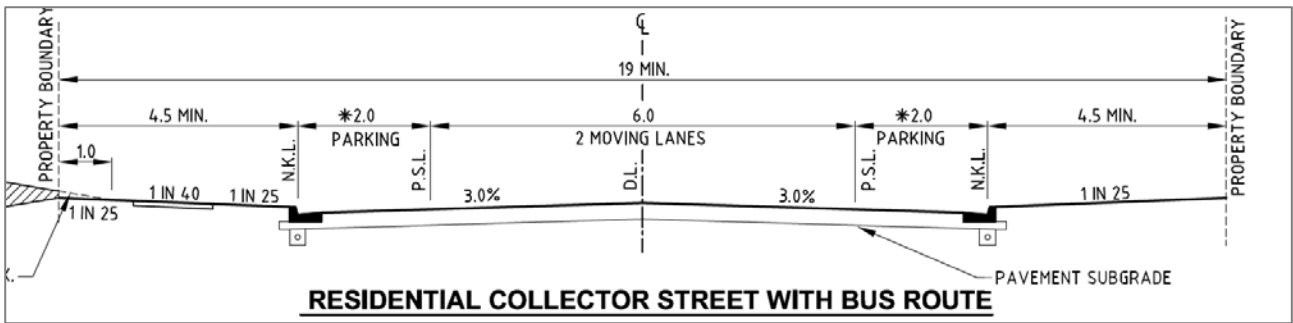 ℄
PROPERTY BOUNDARY
19 MIN.
PROPERTY BOUNDARY
4.5 MIN.
*2.0
PARKING
6.0
2 MOVING LANES
*2.0
PARKING
4.5 MIN.
1.0
N.K.L.
P.S.L.
D.L.
P.S.L.
N.K.L.
1 IN 40
1 IN 25
3.0%
3.0%
1 IN 25
1 IN 25
PAVEMENT SUBGRADE
RESIDENTIAL COLLECTOR STREET WITH BUS ROUTE